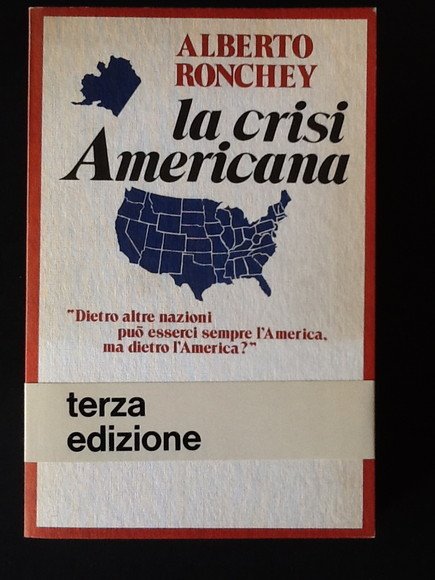 ALBERTO
RONCHEY
la crisi
Americana
"Dietro altre nazioni
può esserci sempre l'America,
ma dietro l'America?"
terza
edizione